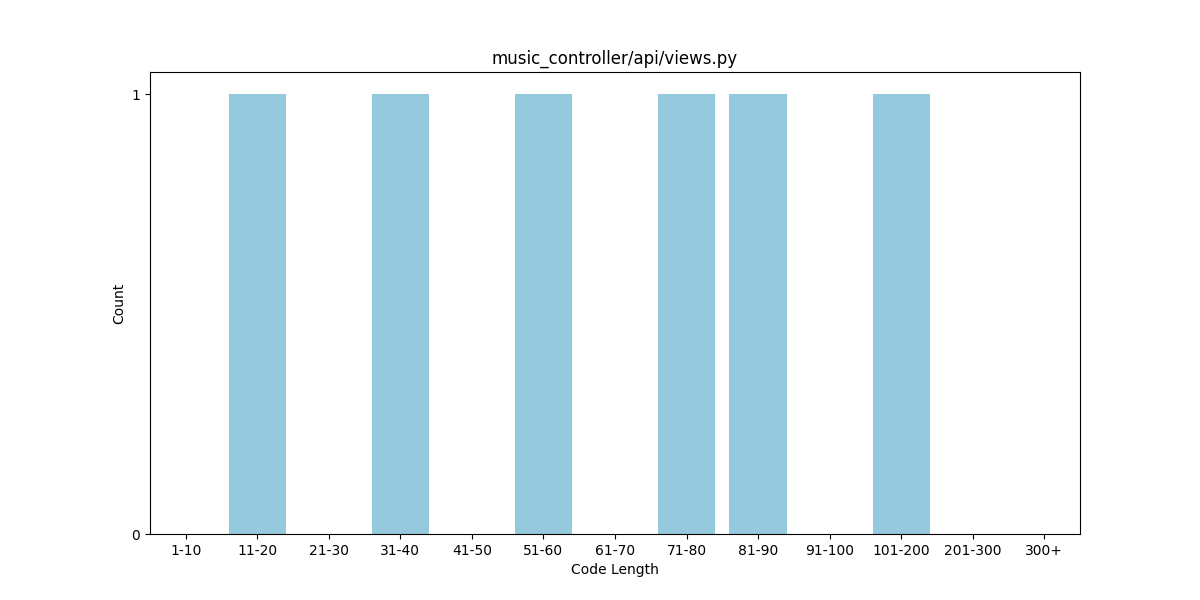 music_controller/api/views.py
1
Count
0
1-10 11-20 21-30 31-40 41-50 51-60 61-70 71-80 81-90 91-100 101-200 201-300 300+
Code Length